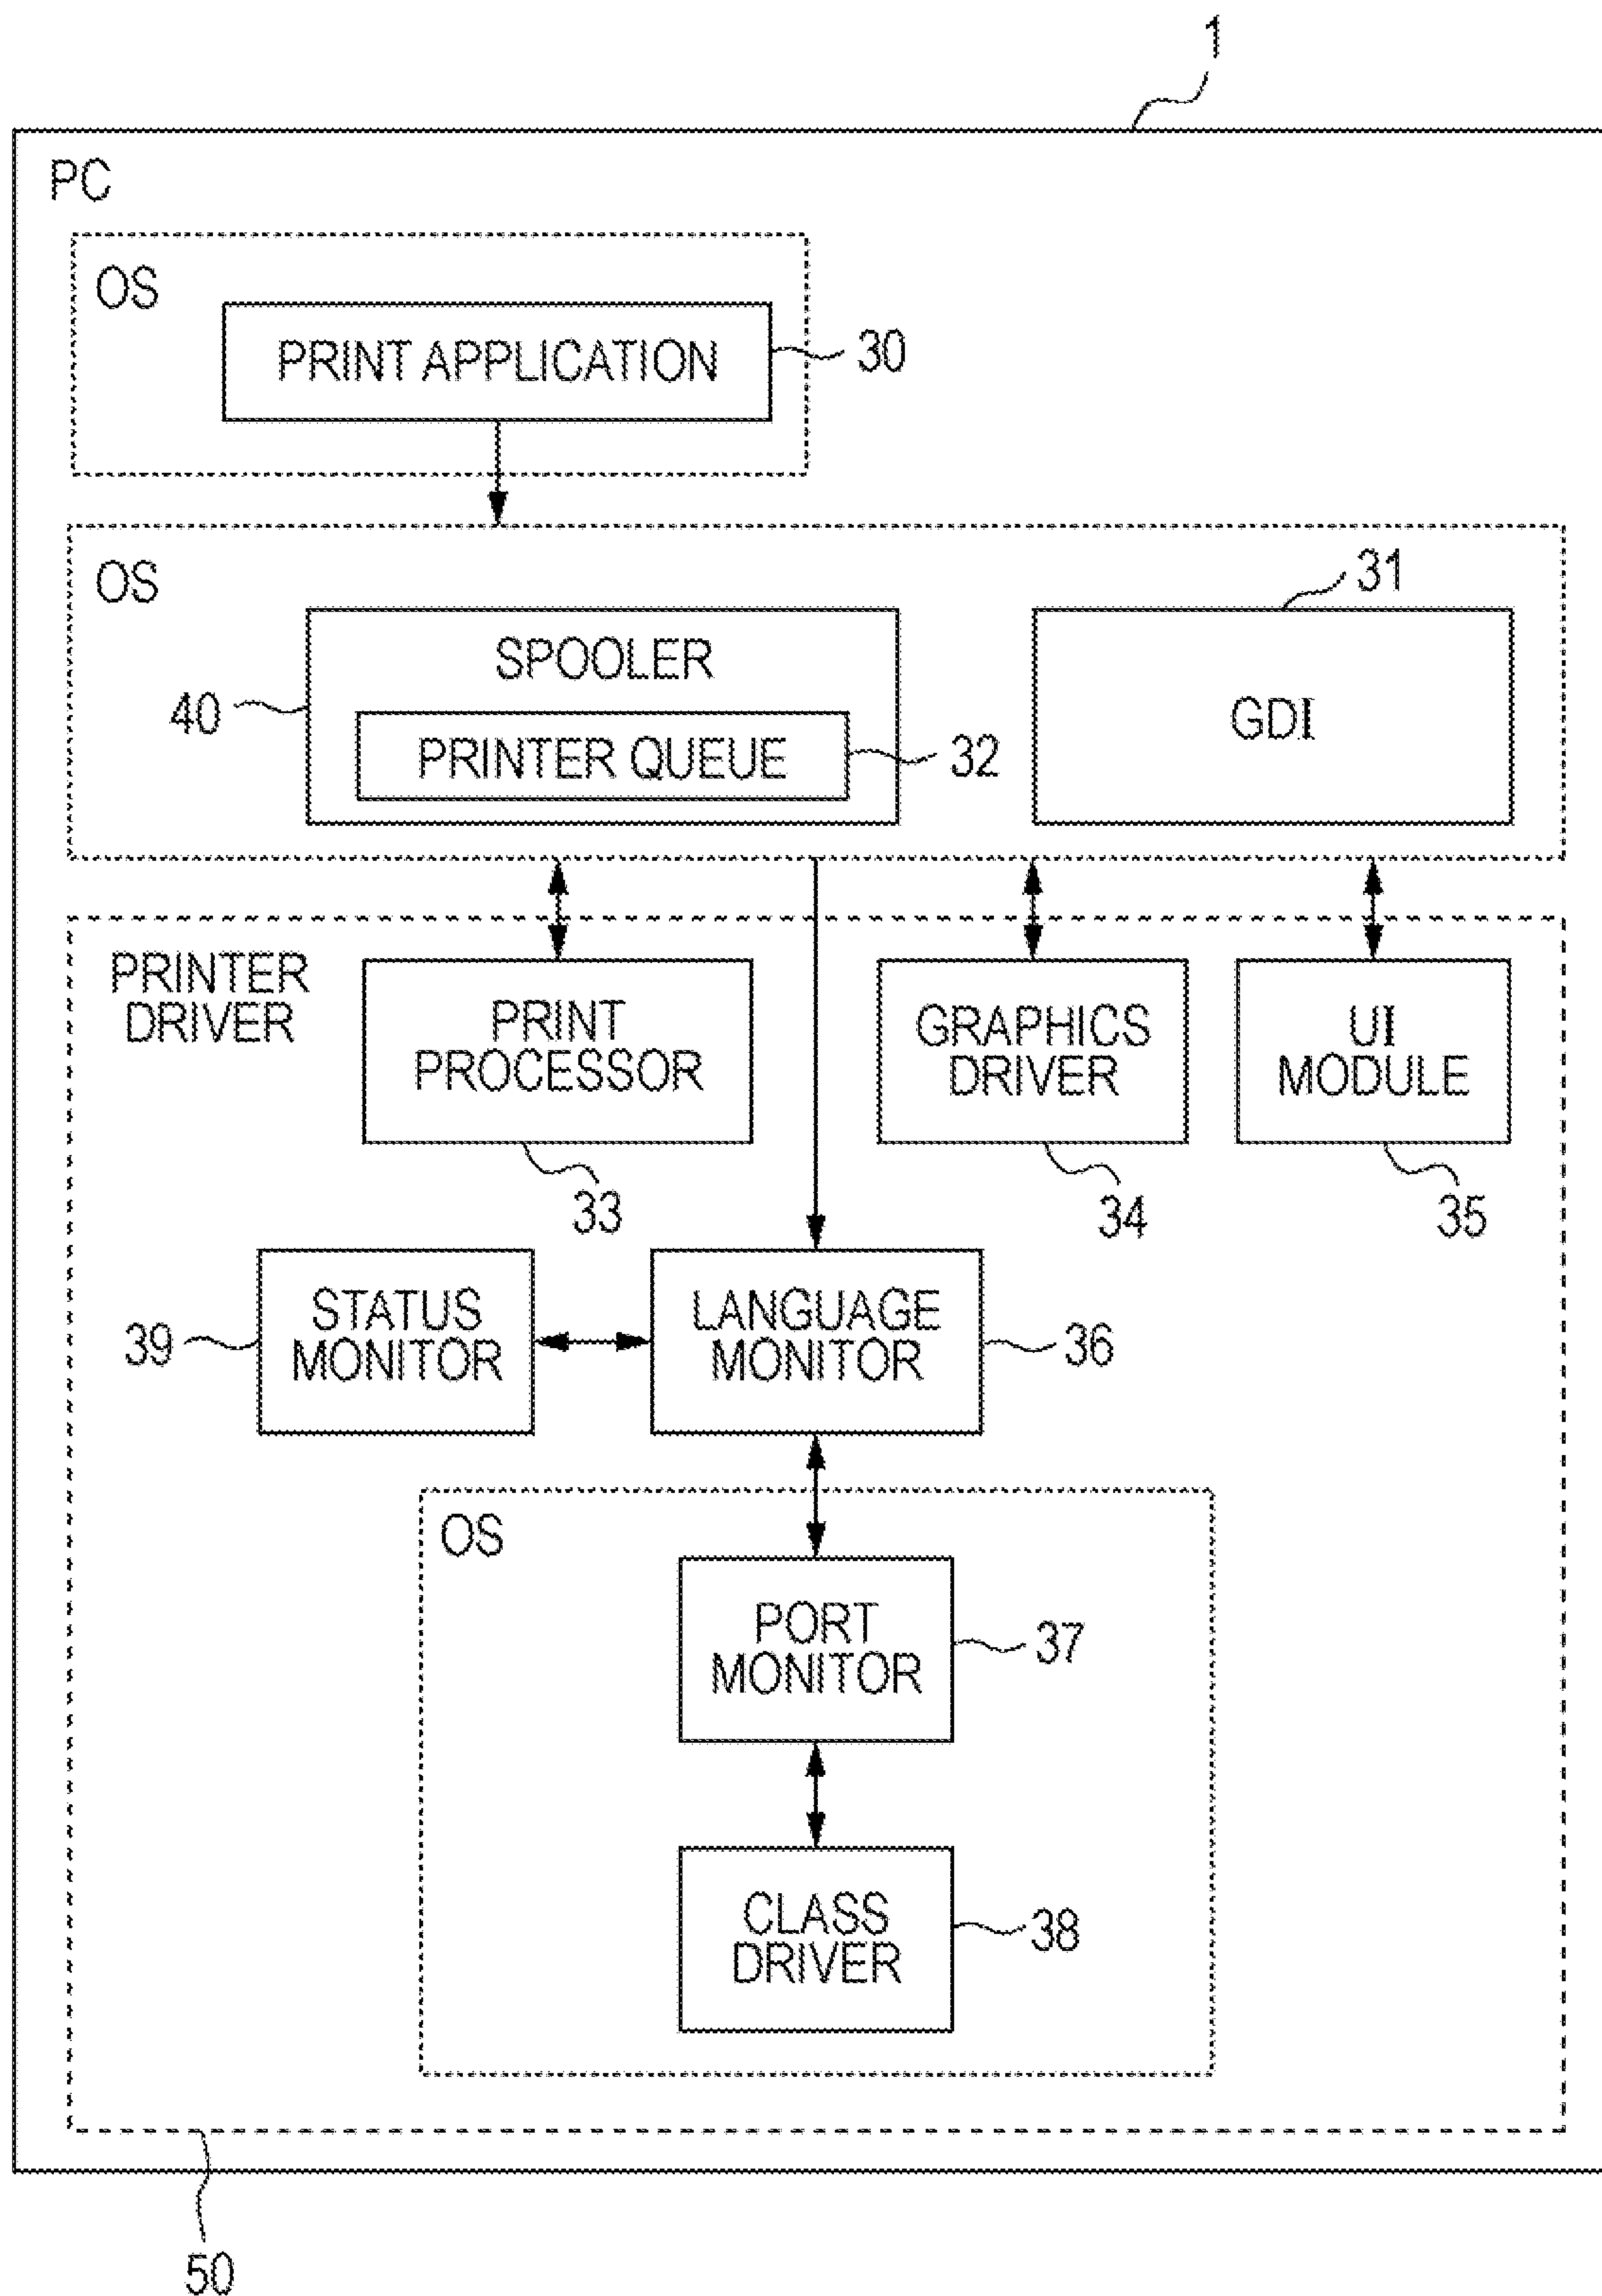 1
PC
OS
PRINT APPLICATION
30
OS
31
SPOOLER
GDI
40
PRINTER QUEUE
32
PRINTER
DRIVER
PRINT
PROCESSOR
GRAPHICS
DRIVER
UI
MODULE
33
34
35
STATUS
MONITOR
LANGUAGE
MONITOR
39
36
OS
PORT
MONITOR
37
CLASS
DRIVER
38
50